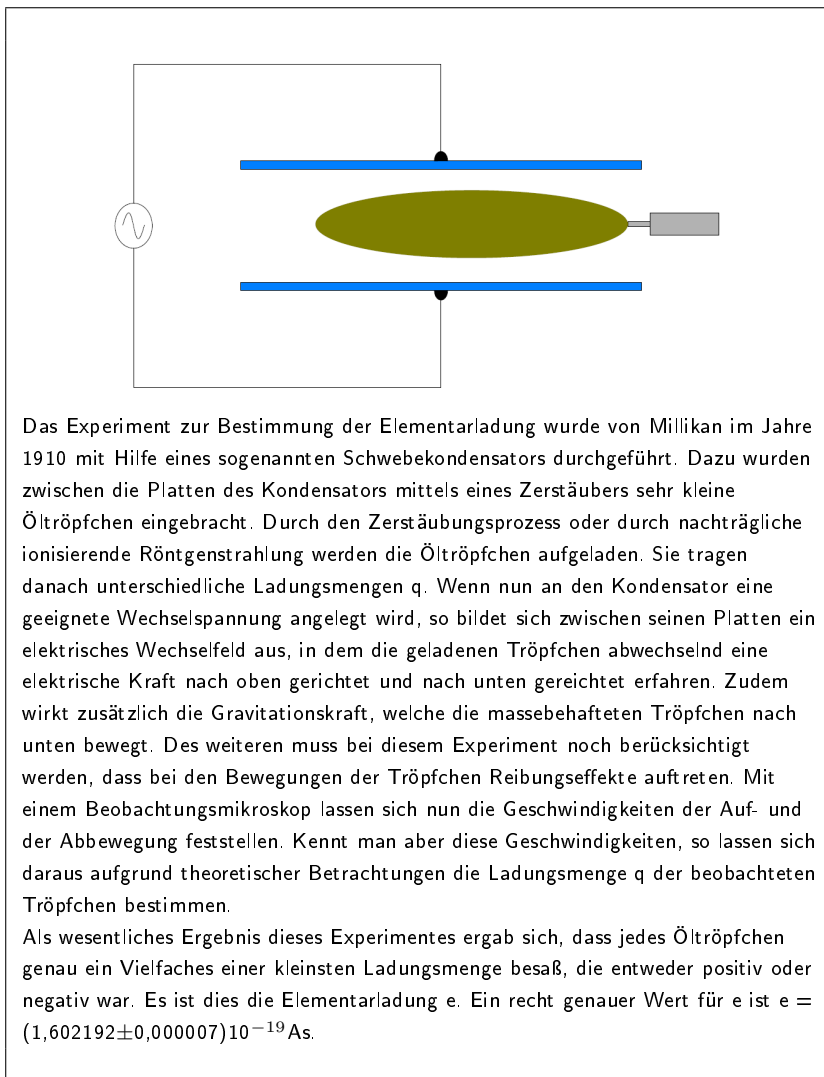 Das Experiment zur Bestimmung der Elementarladung wurde von Millikan im Jahre
1910 mit Hilfe eines sogenannten Schwebekondensators durchgeführt. Dazu wurden
zwischen die Platten des Kondensators mittels eines Zerstäubers sehr kleine
Öltröpfchen eingebracht. Durch den Zerstäubungsprozess oder durch nachträgliche
ionisierende Röntgenstrahlung werden die Öltröpfchen aufgeladen. Sie tragen
danach unterschiedliche Ladungsmengen q. Wenn nun an den Kondensator eine
geeignete Wechselspannung angelegt wird, so bildet sich zwischen seinen Platten ein
elektrisches Wechselfeld aus, in dem die geladenen Tröpfchen abwechselnd eine
elektrische Kraft nach oben gerichtet und nach unten gereichtet erfahren. Zudem
wirkt zusätzlich die Gravitationskraft, welche die massebehafteten Tröpfchen nach
unten bewegt. Des weiteren muss bei diesem Experiment noch berücksichtigt
werden, dass bei den Bewegungen der Tröpfchen Reibungseffekte auftreten. Mit
einem Beobachtungsmikroskop lassen sich nun die Geschwindigkeiten der Auf- und
der Abbewegung feststellen. Kennt man aber diese Geschwindigkeiten, so lassen sich
daraus aufgrund theoretischer Betrachtungen die Ladungsmenge q der beobachteten
Tröpfchen bestimmen.
Als wesentliches Ergebnis dieses Experimentes ergab sich, dass jedes Öltröpfchen
genau ein Vielfaches einer kleinsten Ladungsmenge besaß, die entweder positiv oder
negativ war. Es ist dies die Elementarladung e. Ein recht genauer Wert für e ist e =
(1,602192±0,000007)10⁻¹⁹As.